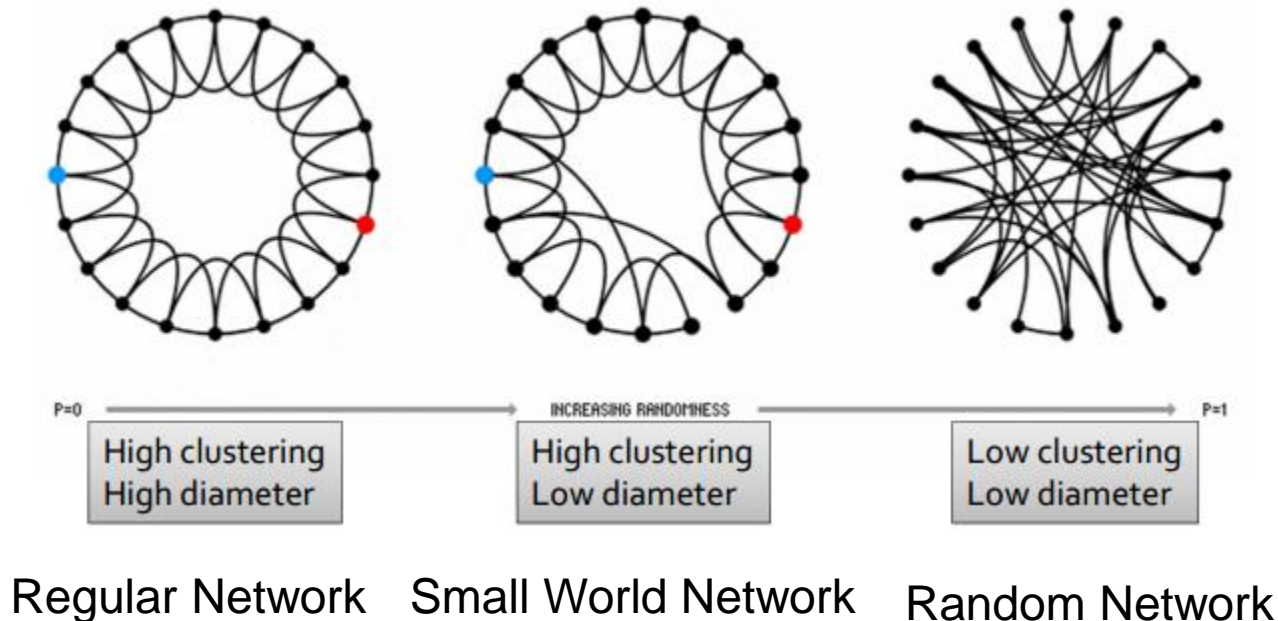 P=0 INCREASING RANDOMNESS P=1
High clustering
High diameter
High clustering
Low diameter
Low clustering
Low diameter
Regular Network
Small World Network
Random Network